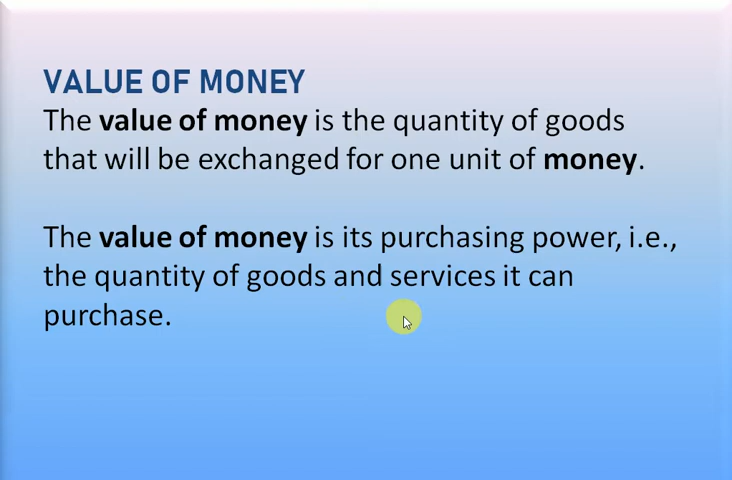 VALUE OF MONEY
The value of money is the quantity of goods
that will be exchanged for one unit of money.
The value of money is its purchasing power, i.e.,
the quantity of goods and services it can
purchase.